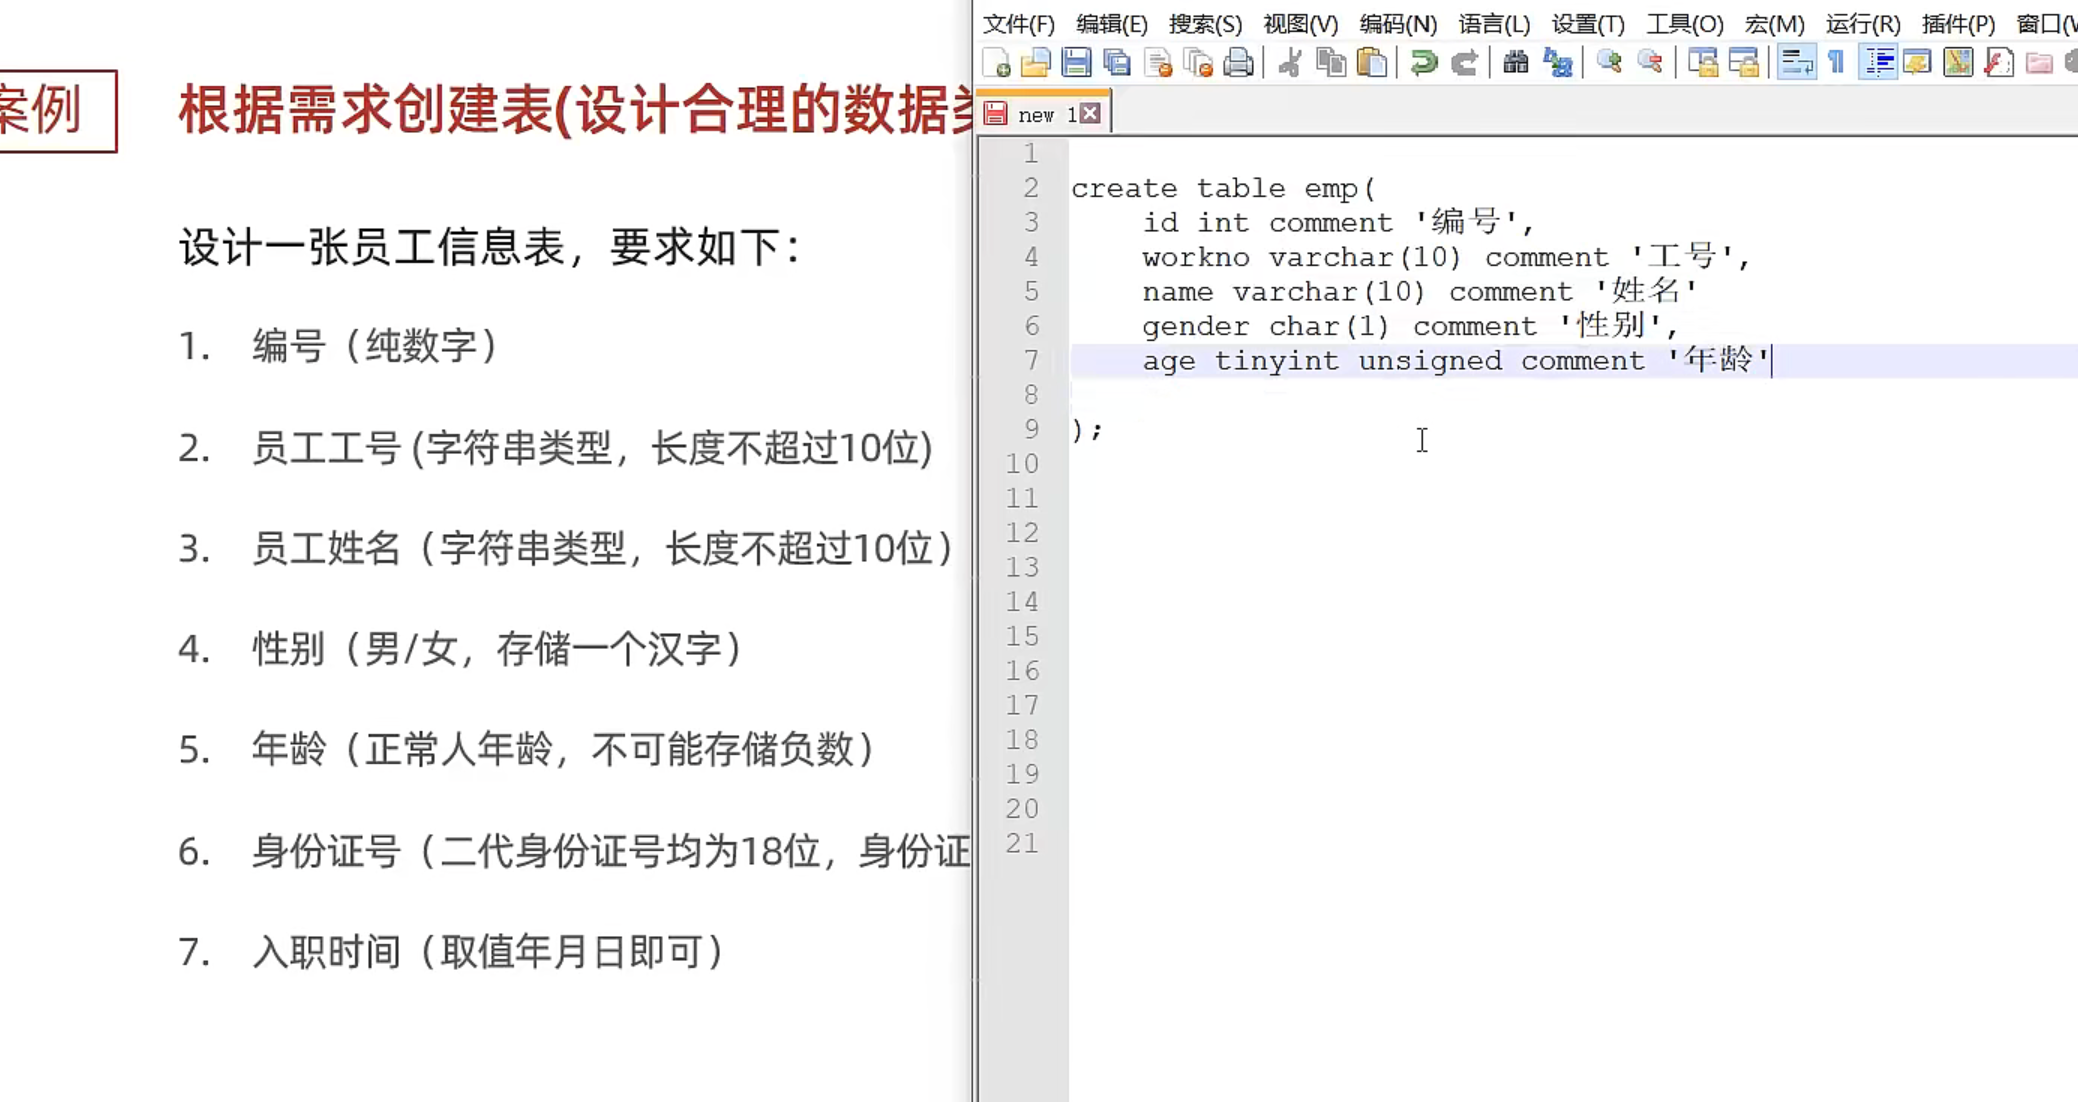 案例
根据需求创建表(设计合理的数据类
设计一张员工信息表，要求如下：
1. 编号（纯数字）
2. 员工工号 (字符串类型，长度不超过10位)
3. 员工姓名（字符串类型，长度不超过10位）
4. 性别（男/女，存储一个汉字）
5. 年龄（正常人年龄，不可能存储负数）
6. 身份证号（二代身份证号均为18位，身份证
7. 入职时间（取值年月日即可）
文件(F) 编辑(E) 搜索(S) 视图(V) 编码(N) 语言(L) 设置(T) 工具(O) 宏(M) 运行(R) 插件(P) 窗口(
new 1
1
2 create table emp(
3     id int comment '编号',
4     workno varchar(10) comment '工号',
5     name varchar(10) comment '姓名'
6     gender char(1) comment '性别',
7     age tinyint unsigned comment '年龄'
8
9 );
10
11
12
13
14
15
16
17
18
19
20
21